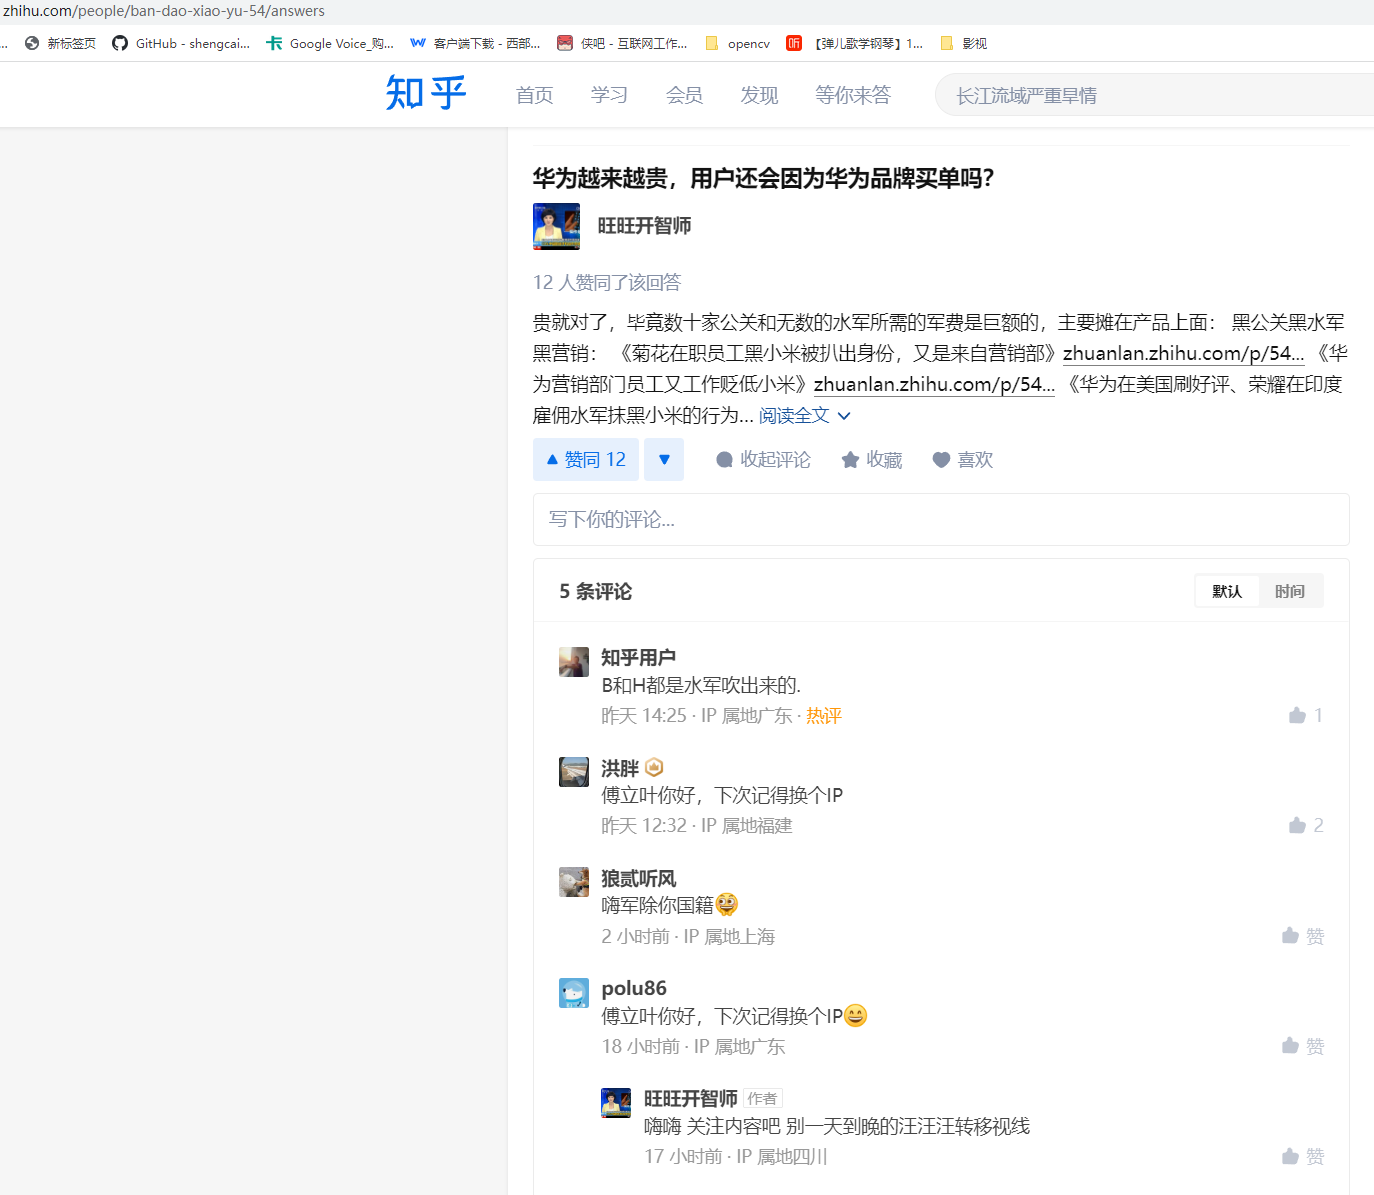 zhihu.com/people/ban-dao-xiao-yu-54/answers
... 新标签页 GitHub - shengcai... Google Voice_购... 客户端下载 - 西部... 侠吧 - 互联网工作... opencv 【弹儿歌学钢琴】1... 影视
知乎 首页 学习 会员 发现 等你来答 长江流域严重旱情
华为越来越贵，用户还会因为华为品牌买单吗？
旺旺开智师
12 人赞同了该回答
贵就对了，毕竟数十家公关和无数的水军所需的军费是巨额的，主要摊在产品上面： 黑公关黑水军
黑营销： 《菊花在职员工黑小米被扒出身份，又是来自营销部》zhuanlan.zhihu.com/p/54... 《华
为营销部门员工又工作贬低小米》zhuanlan.zhihu.com/p/54... 《华为在美国刷好评、荣耀在印度
雇佣水军抹黑小米的行为... 阅读全文
赞同 12 收起评论 收藏 喜欢
写下你的评论...
5 条评论 默认 时间
知乎用户
B和H都是水军吹出来的.
昨天 14:25 · IP 属地广东 · 热评 1
洪胖
傅立叶你好，下次记得换个IP
昨天 12:32 · IP 属地福建 2
狼贰听风
嗨军除你国籍
2 小时前 · IP 属地上海 赞
polu86
傅立叶你好，下次记得换个IP
18 小时前 · IP 属地广东 赞
旺旺开智师 作者
嗨嗨 关注内容吧 别一天到晚的汪汪汪转移视线
17 小时前 · IP 属地四川 赞